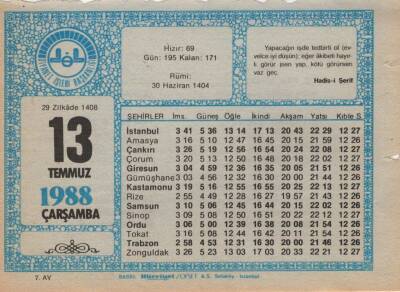 Hızır: 69
Gün: 195 Kalan: 171
Rûmi:
30 Haziran 1404
Yapacağın işde tedbirli ol (ev-
velce iyi düşün); eğer âkibeti hayır
görür isen yap, kötü görünen
vaz geç.
Hadis-i Şerif
29 Zilkâde 1408
13
TEMMUZ
1988
ÇARŞAMBA
7. AY
ŞEHİRLER İms. Güneş Öğle İkindi Akşam Yatsı Kıble S.
İstanbul 3 41 5 36 13 14 17 13 20 43 22 29 12 27
Amasya 3 16 5 10 12 47 16 45 20 15 21 59 12 26
Çankırı 3 26 5 19 12 55 16 54 20 24 22 08 12 27
Çorum 3 20 5 13 12 50 16 48 20 18 22 02 12 27
Giresun 3 04 4 59 12 36 16 35 20 05 21 51 12 26
Gümüşhane 3 03 4 56 12 32 16 30 20 00 21 44 12 26
Kastamonu 3 19 5 16 12 55 16 55 20 25 22 13 12 27
Rize 2 55 4 49 12 28 16 27 19 57 21 43 12 26
Samsun 3 10 5 06 12 45 16 44 20 15 22 02 12 26
Sinop 3 09 5 08 12 50 16 51 20 22 22 12 12 27
Ordu 3 06 5 00 12 39 16 38 20 08 21 54 12 26
Tokat 3 16 5 08 12 44 16 42 20 11 21 54 12 26
Trabzon 2 58 4 53 12 31 16 30 20 00 21 46 12 26
Zonguldak 3 26 5 23 13 03 17 03 20 33 22 22 12 27